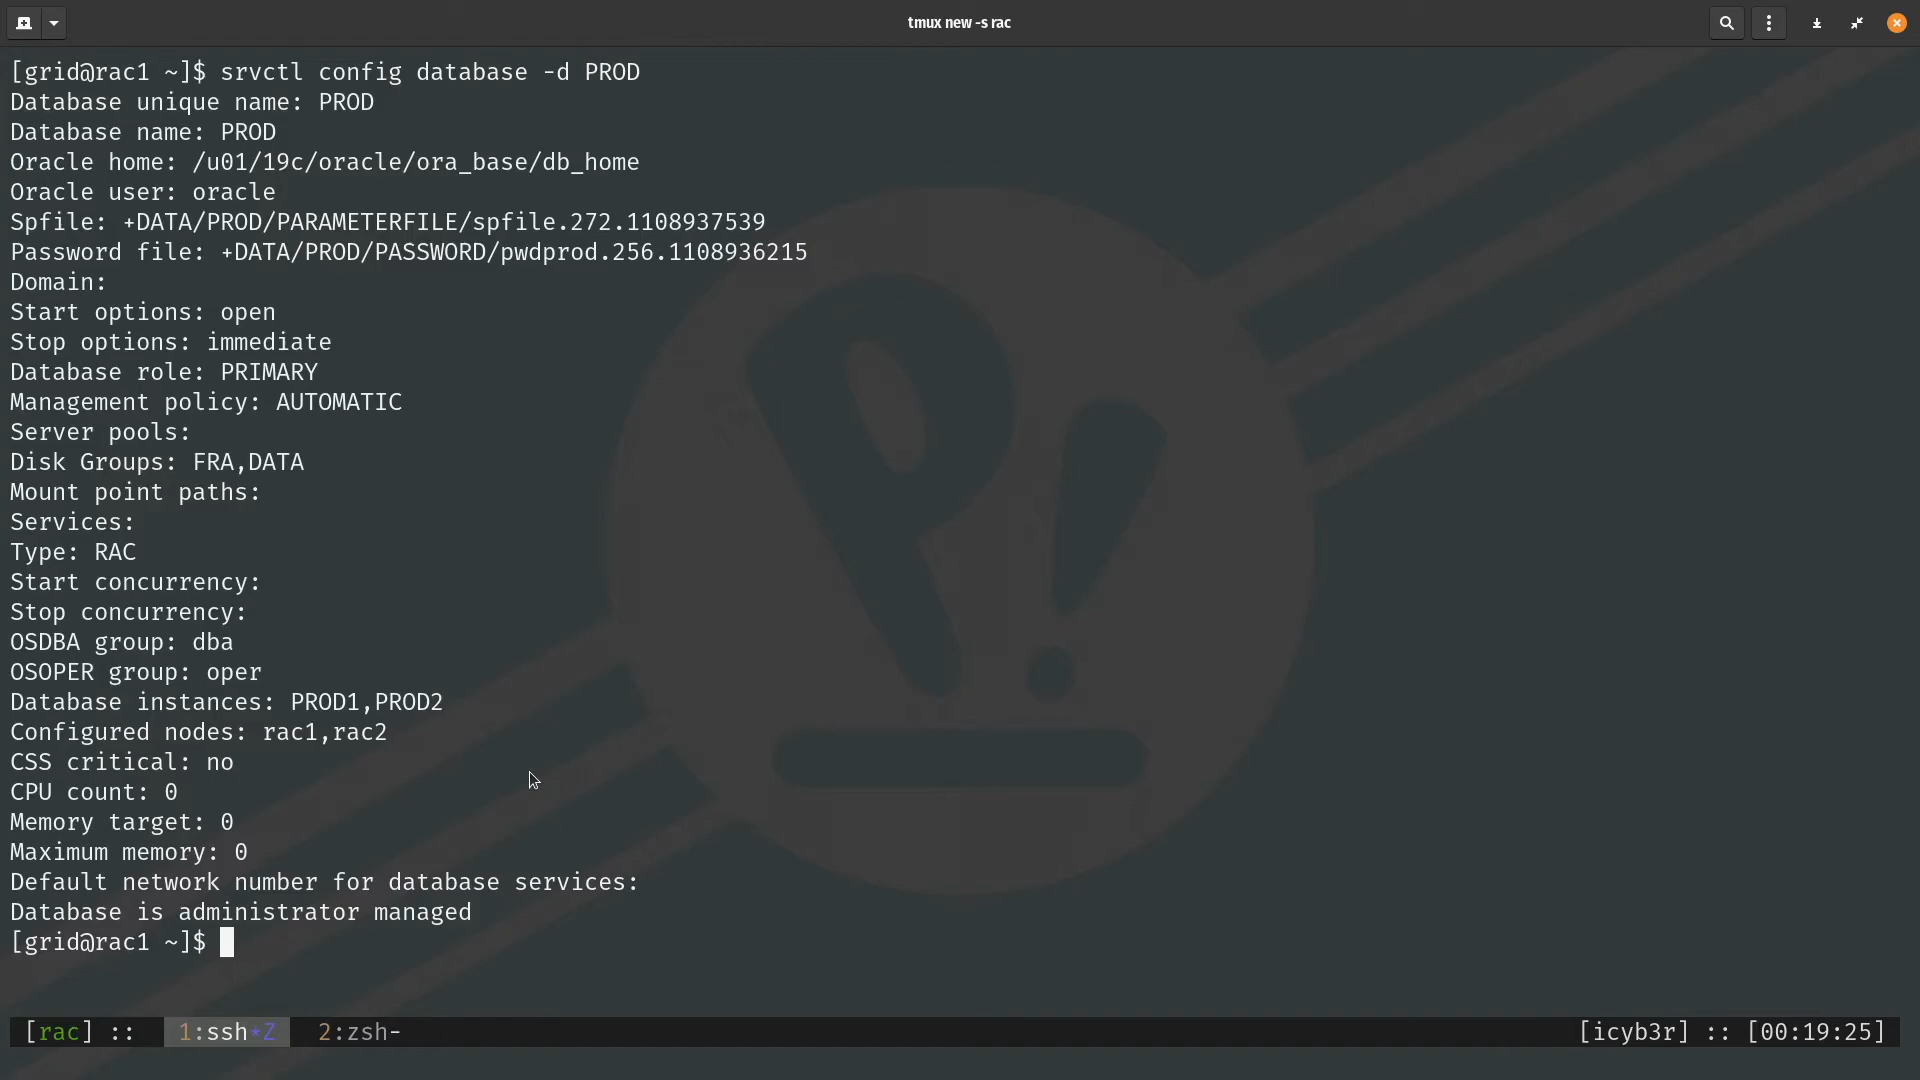 tmux new -s rac
[grid@rac1 ~]$ srvctl config database -d PROD
Database unique name: PROD
Database name: PROD
Oracle home: /u01/19c/oracle/ora_base/db_home
Oracle user: oracle
Spfile: +DATA/PROD/PARAMETERFILE/spfile.272.1108937539
Password file: +DATA/PROD/PASSWORD/pwdprod.256.1108936215
Domain:
Start options: open
Stop options: immediate
Database role: PRIMARY
Management policy: AUTOMATIC
Server pools:
Disk Groups: FRA,DATA
Mount point paths:
Services:
Type: RAC
Start concurrency:
Stop concurrency:
OSDBA group: dba
OSOPER group: oper
Database instances: PROD1,PROD2
Configured nodes: rac1,rac2
CSS critical: no
CPU count: 0
Memory target: 0
Maximum memory: 0
Default network number for database services:
Database is administrator managed
[grid@rac1 ~]$
[rac] :: 1:ssh*Z 2:zsh- [icyb3r] :: [00:19:25]